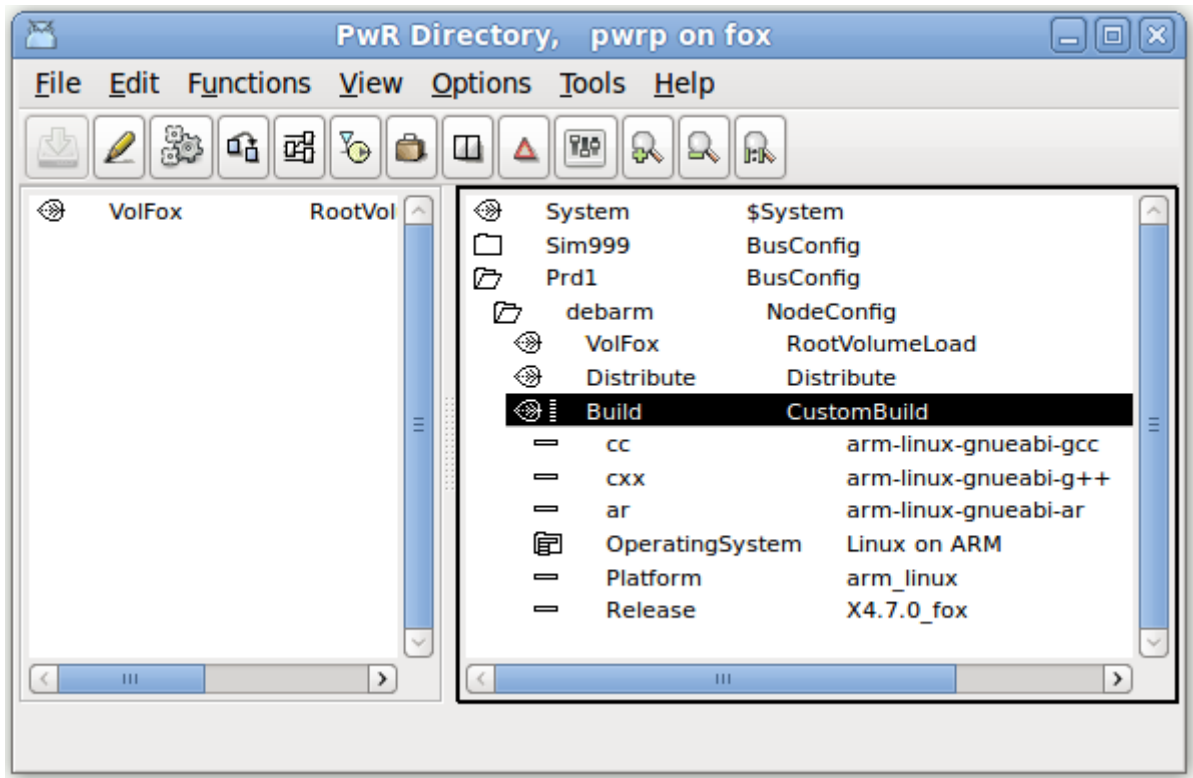 PwR Directory, pwrp on fox
File Edit Functions View Options Tools Help
VolFox RootVol
System $System
Sim999 BusConfig
Prd1 BusConfig
debarm NodeConfig
VolFox RootVolumeLoad
Distribute Distribute
Build CustomBuild
cc arm-linux-gnueabi-gcc
cxx arm-linux-gnueabi-g++
ar arm-linux-gnueabi-ar
OperatingSystem Linux on ARM
Platform arm_linux
Release X4.7.0_fox